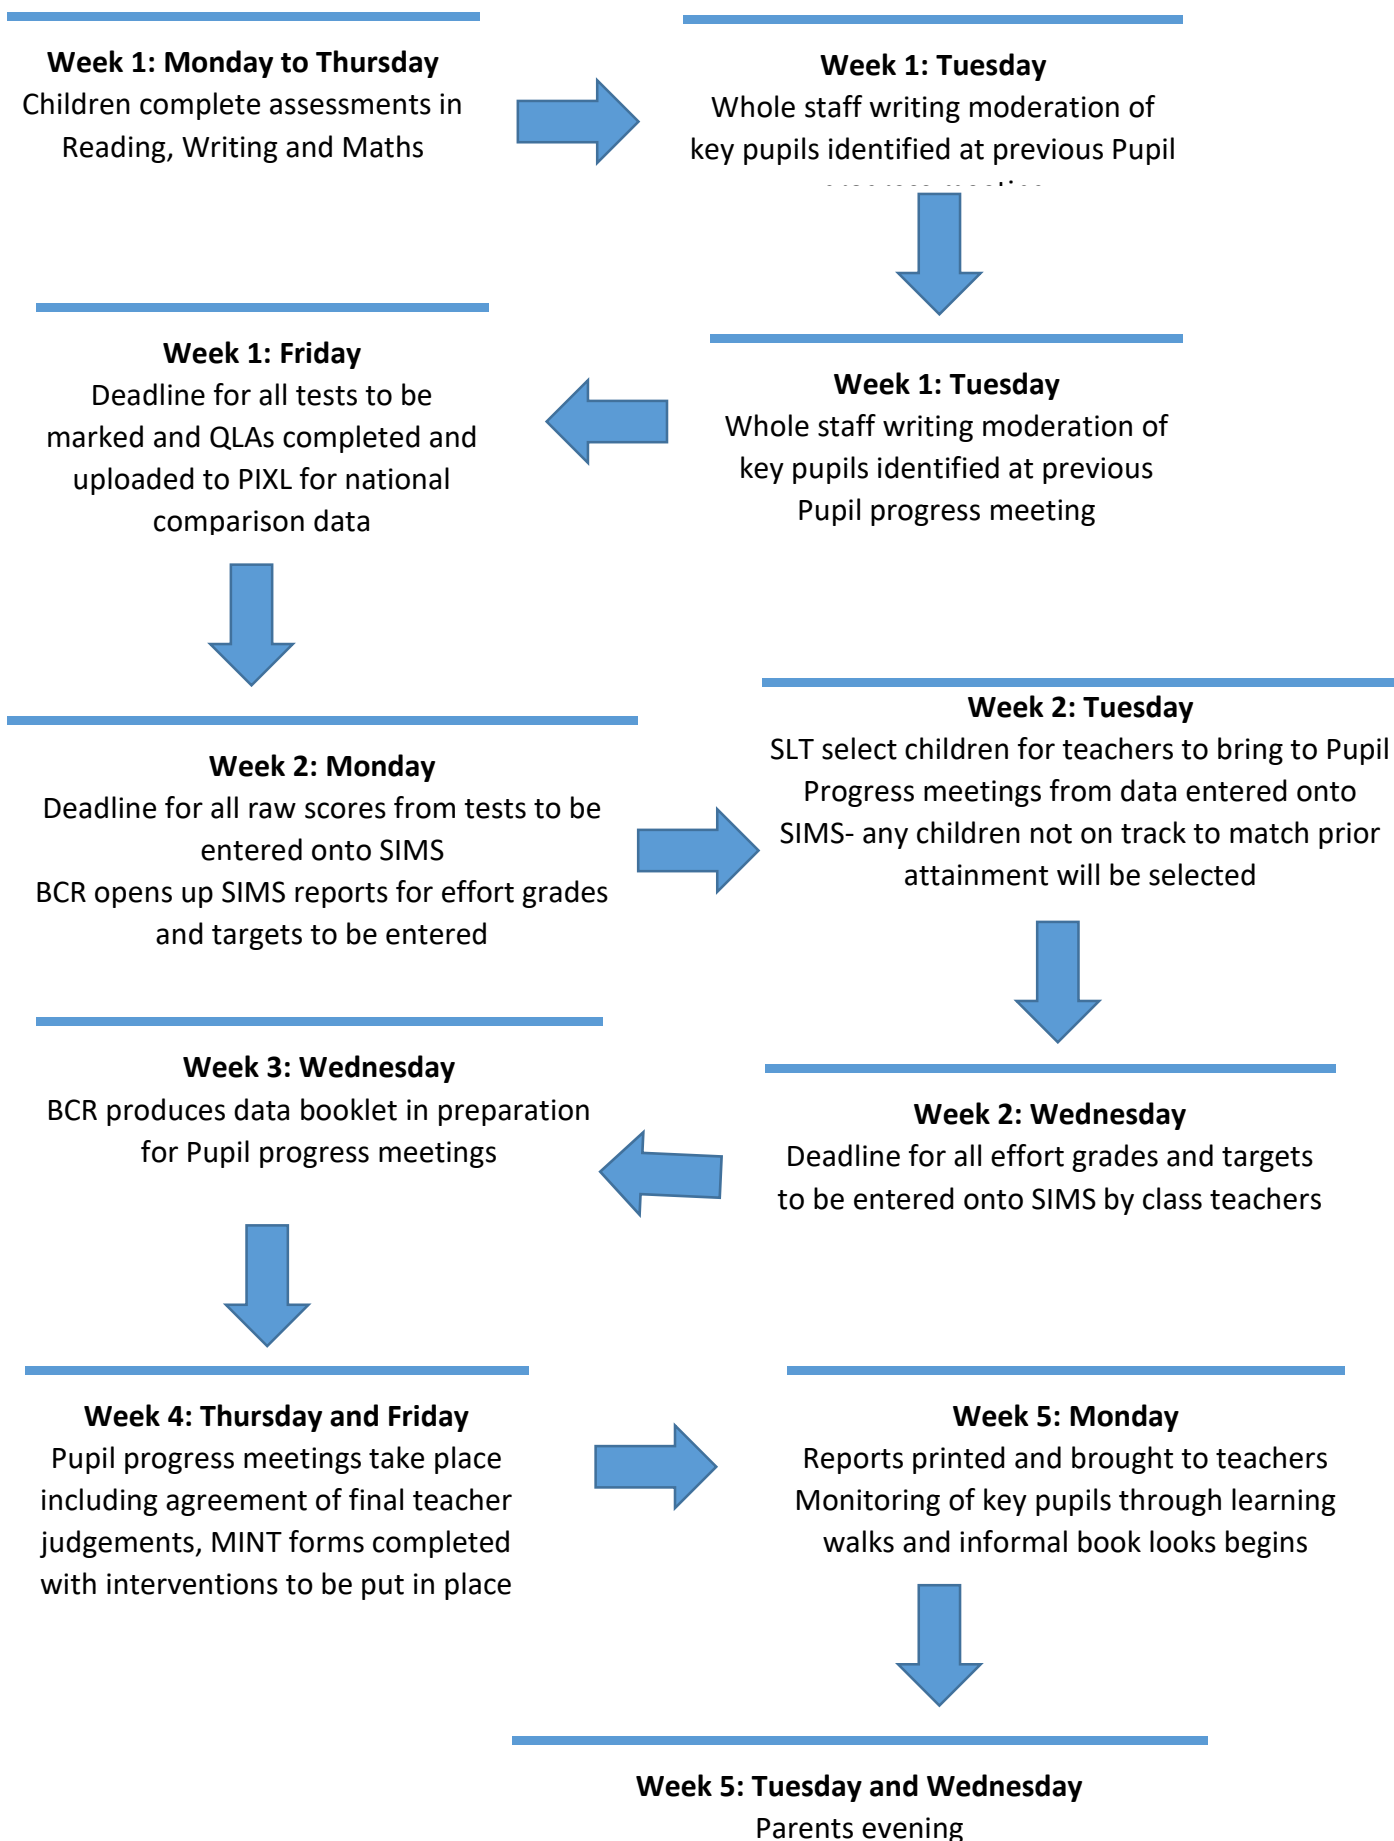 Week 1: Monday to Thursday
Children complete assessments in
Reading, Writing and Maths
Week 1: Tuesday
Whole staff writing moderation of
key pupils identified at previous Pupil
progress meeting
Week 1: Tuesday
Whole staff writing moderation of
key pupils identified at previous
Pupil progress meeting
Week 1: Friday
Deadline for all tests to be
marked and QLAs completed and
uploaded to PIXL for national
comparison data
Week 2: Monday
Deadline for all raw scores from tests to be
entered onto SIMS
BCR opens up SIMS reports for effort grades
and targets to be entered
Week 2: Tuesday
SLT select children for teachers to bring to Pupil
Progress meetings from data entered onto
SIMS- any children not on track to match prior
attainment will be selected
Week 2: Wednesday
Deadline for all effort grades and targets
to be entered onto SIMS by class teachers
Week 3: Wednesday
BCR produces data booklet in preparation
for Pupil progress meetings
Week 4: Thursday and Friday
Pupil progress meetings take place
including agreement of final teacher
judgements, MINT forms completed
with interventions to be put in place
Week 5: Monday
Reports printed and brought to teachers
Monitoring of key pupils through learning
walks and informal book looks begins
Week 5: Tuesday and Wednesday
Parents evening